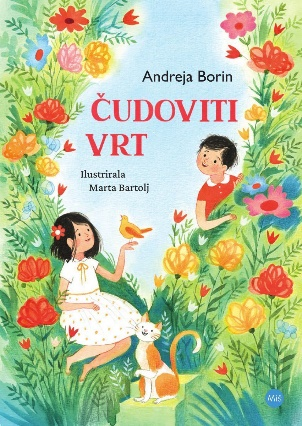 Andreja Borin
ČUDOVITI
VRT
Ilustrirala
Marta Bartolj
Miš